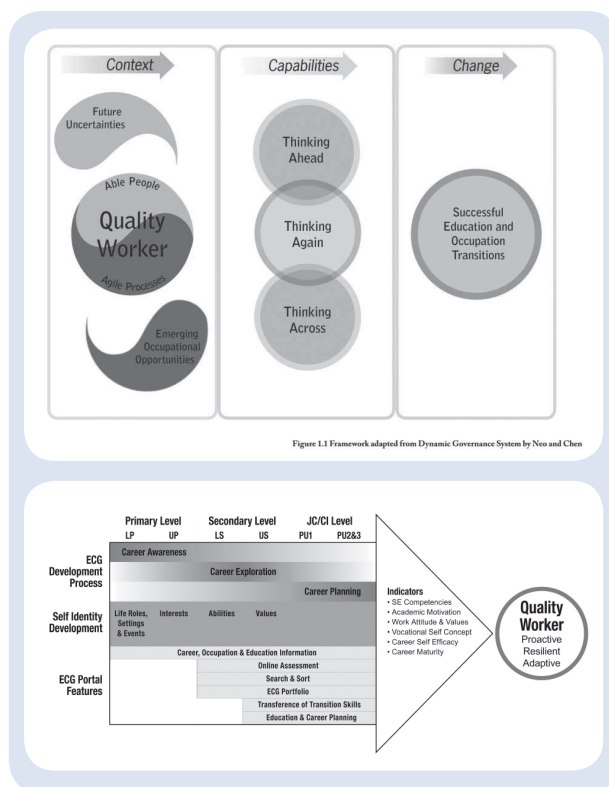 Context
Capabilities
Change
Future
Uncertainties
Able People
Quality
Worker
Agile Processes
Emerging
Occupational
Opportunities
Thinking
Ahead
Thinking
Again
Thinking
Across
Successful
Education and
Occupation
Transitions
Figure 1.1 Framework adapted from Dynamic Governance System by Neo and Chen
Primary Level Secondary Level JC/CI Level
LP UP LS US PU1 PU2&3
ECG
Development
Process
Career Awareness
Career Exploration
Career Planning
Self Identity
Development
Life Roles,
Settings
& Events
Interests
Abilities
Values
ECG Portal
Features
Career, Occupation & Education Information
Online Assessment
Search & Sort
ECG Portfolio
Transference of Transition Skills
Education & Career Planning
Indicators
• SE Competencies
• Academic Motivation
• Work Attitude & Values
• Vocational Self Concept
• Career Self Efficacy
• Career Maturity
Quality
Worker
Proactive
Resilient
Adaptive